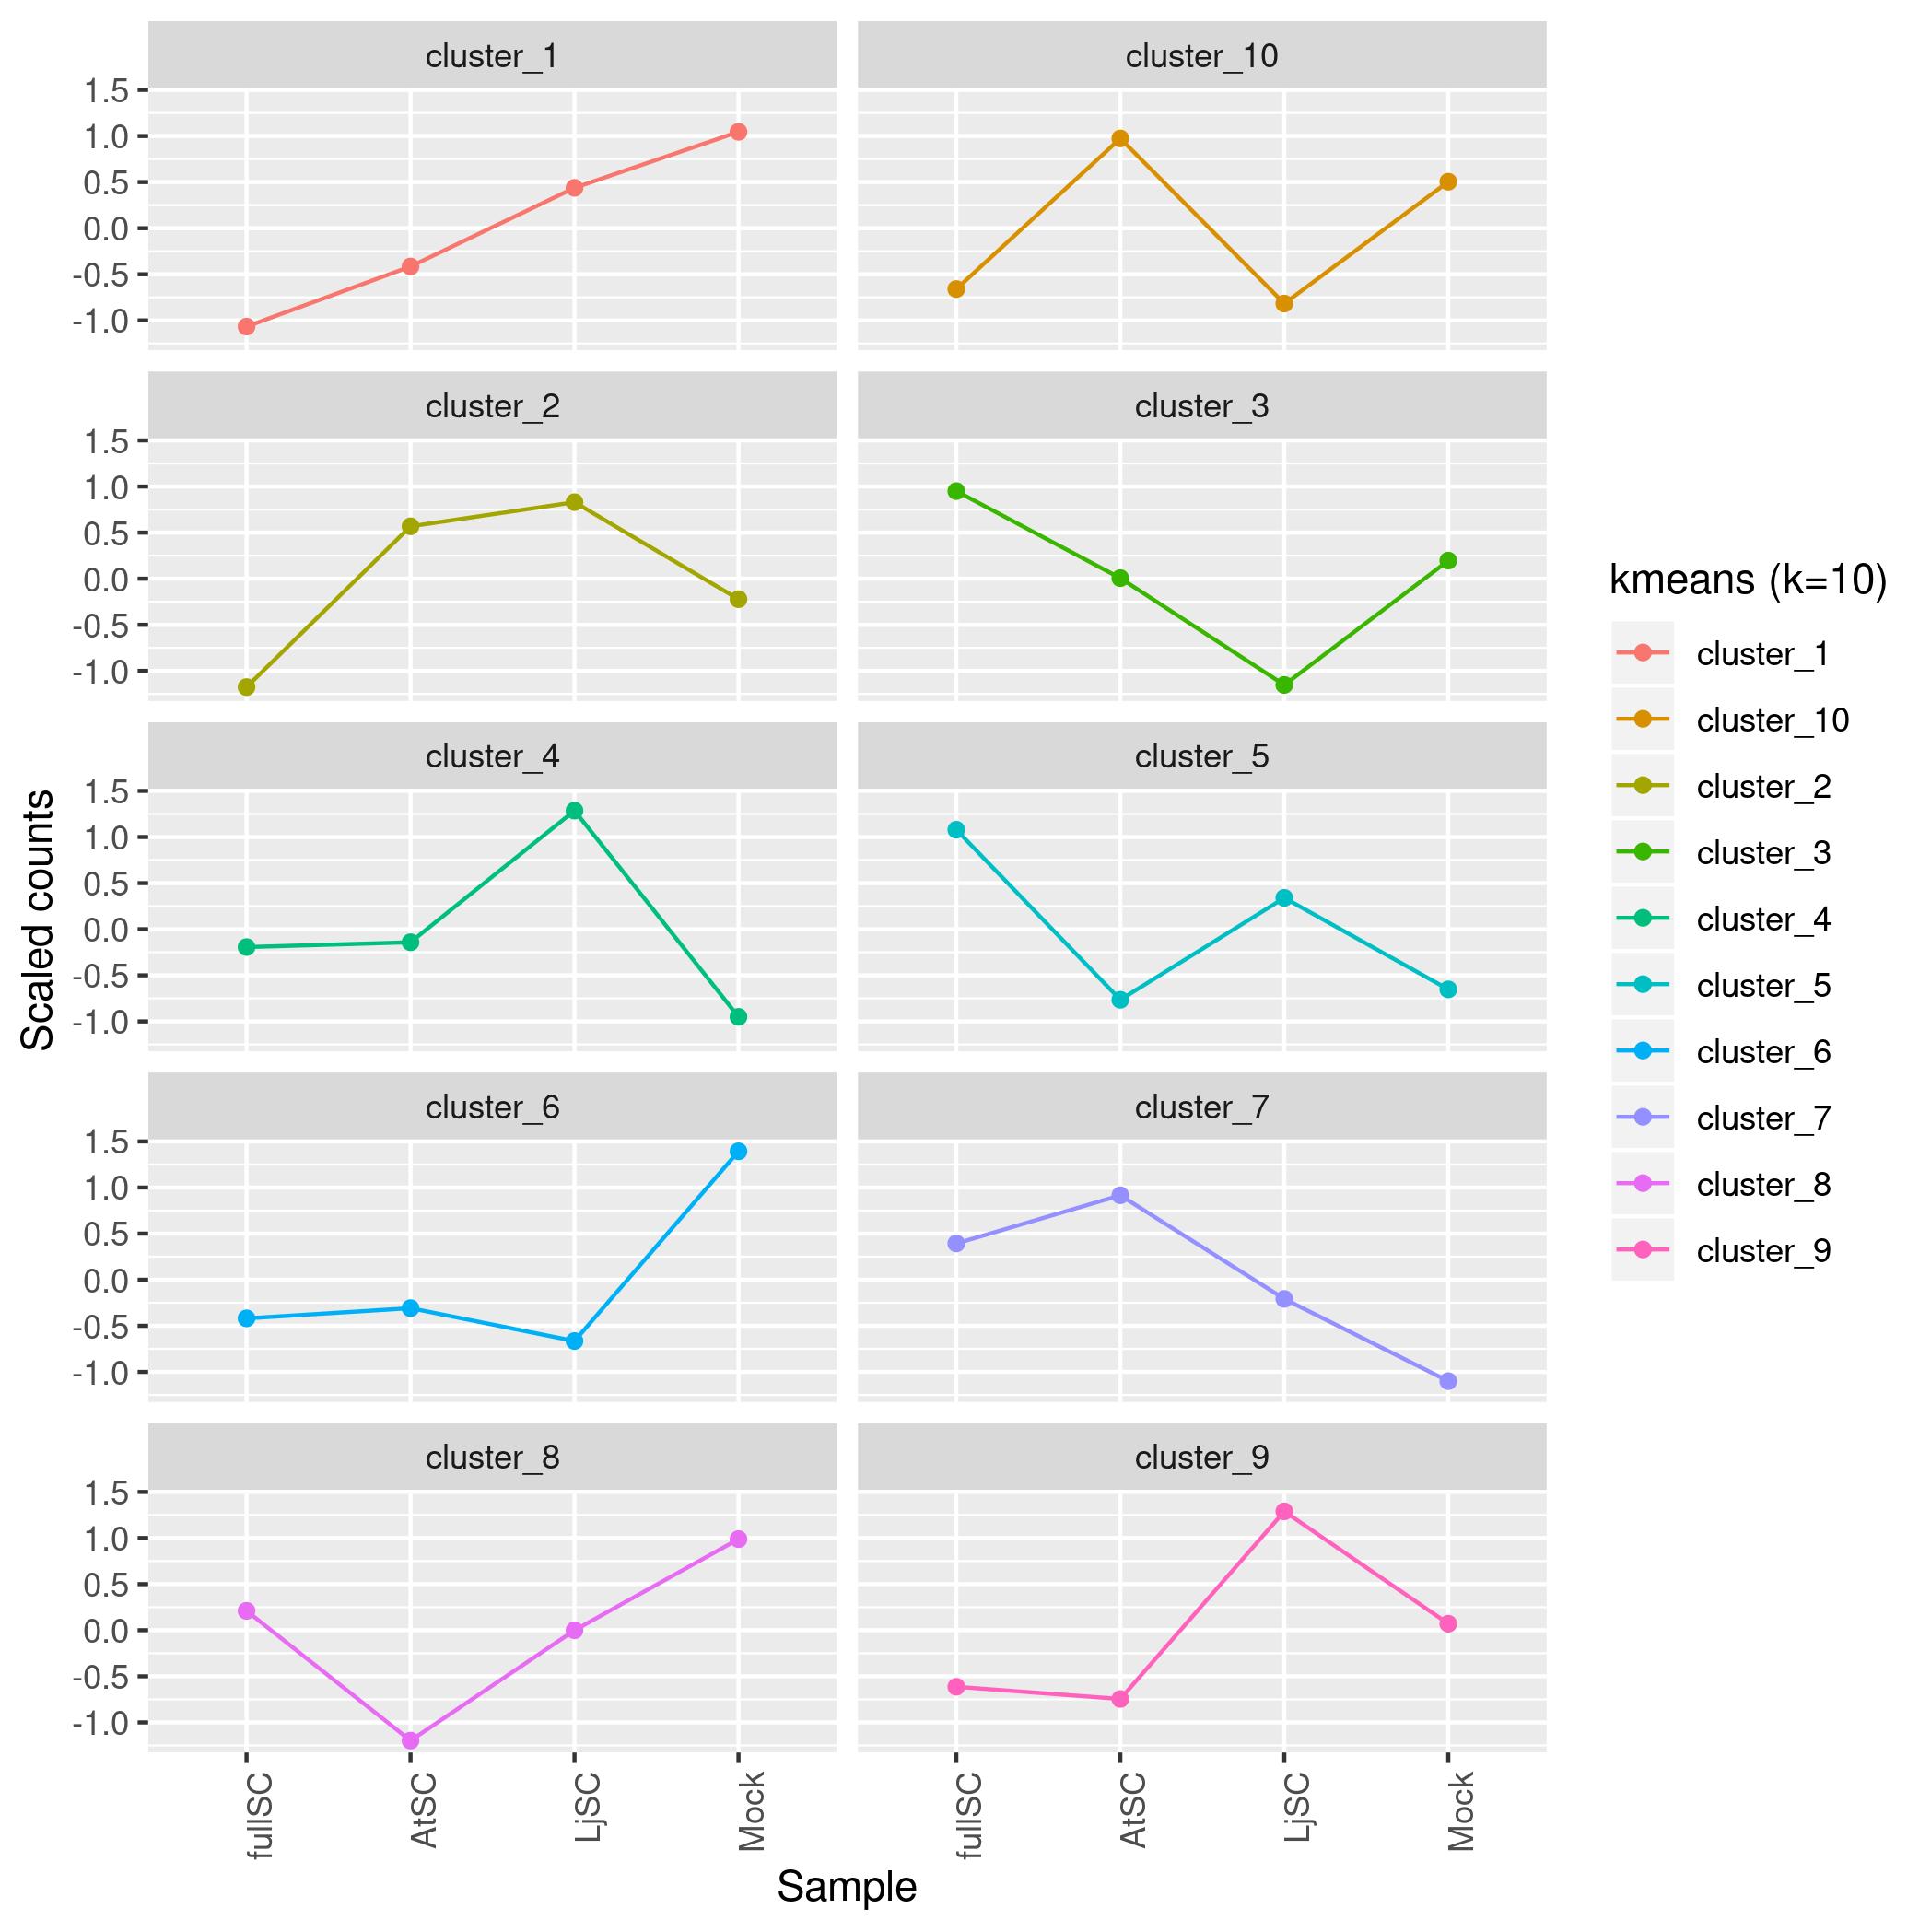 cluster_1
cluster_10
1.5
1.0
0.5
0.0
-0.5
-1.0
cluster_2
cluster_3
1.5
1.0
0.5
0.0
-0.5
-1.0
cluster_4
cluster_5
1.5
1.0
0.5
0.0
-0.5
-1.0
cluster_6
cluster_7
1.5
1.0
0.5
0.0
-0.5
-1.0
cluster_8
cluster_9
1.5
1.0
0.5
0.0
-0.5
-1.0
fullSC
AtSC
LjSC
Mock
fullSC
AtSC
LjSC
Mock
Sample
Scaled counts
kmeans (k=10)
cluster_1
cluster_10
cluster_2
cluster_3
cluster_4
cluster_5
cluster_6
cluster_7
cluster_8
cluster_9